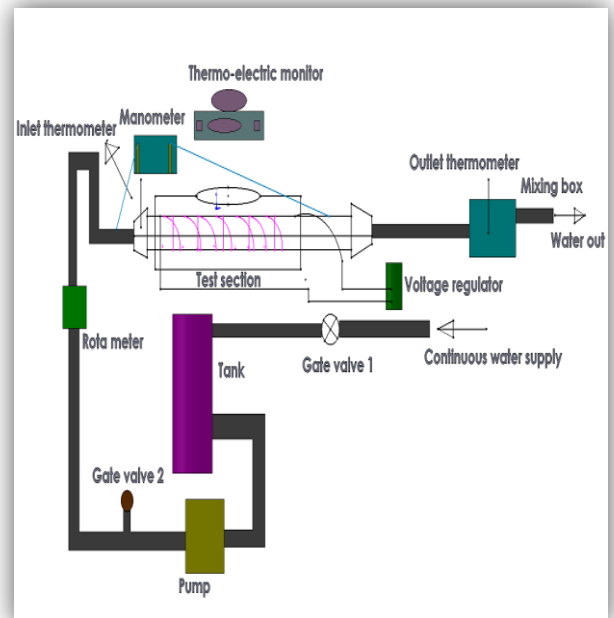 Thermo-electric monitor
Manometer
Inlet thermometer
Outlet thermometer
Mixing box
Water out
Test section
Voltage regulator
Rota meter
Tank
Gate valve 1
Continuous water supply
Gate valve 2
Pump